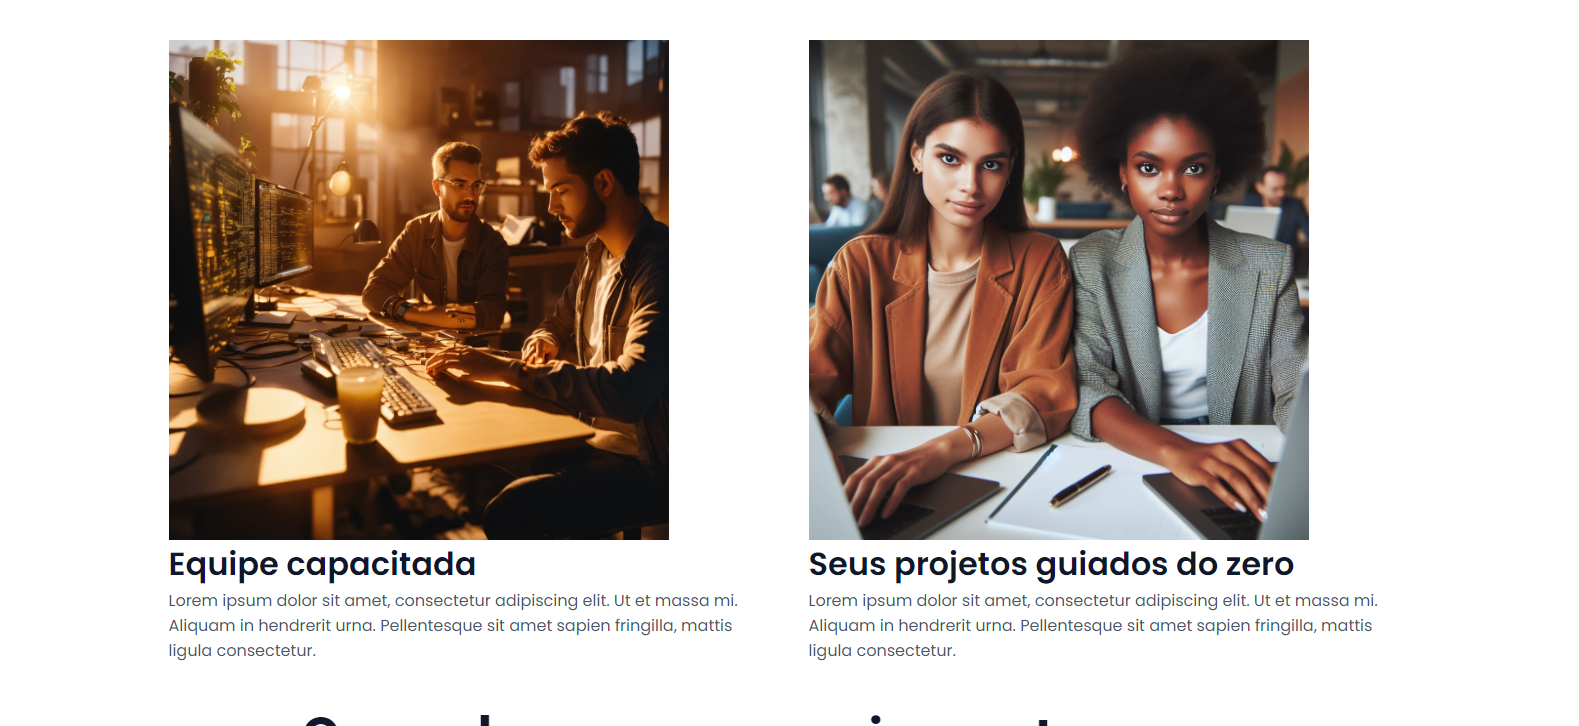 Equipe capacitada
Lorem ipsum dolor sit amet, consectetur adipiscing elit. Ut et massa mi.
Aliquam in hendrerit urna. Pellentesque sit amet sapien fringilla, mattis
ligula consectetur.
Seus projetos guiados do zero
Lorem ipsum dolor sit amet, consectetur adipiscing elit. Ut et massa mi.
Aliquam in hendrerit urna. Pellentesque sit amet sapien fringilla, mattis
ligula consectetur.